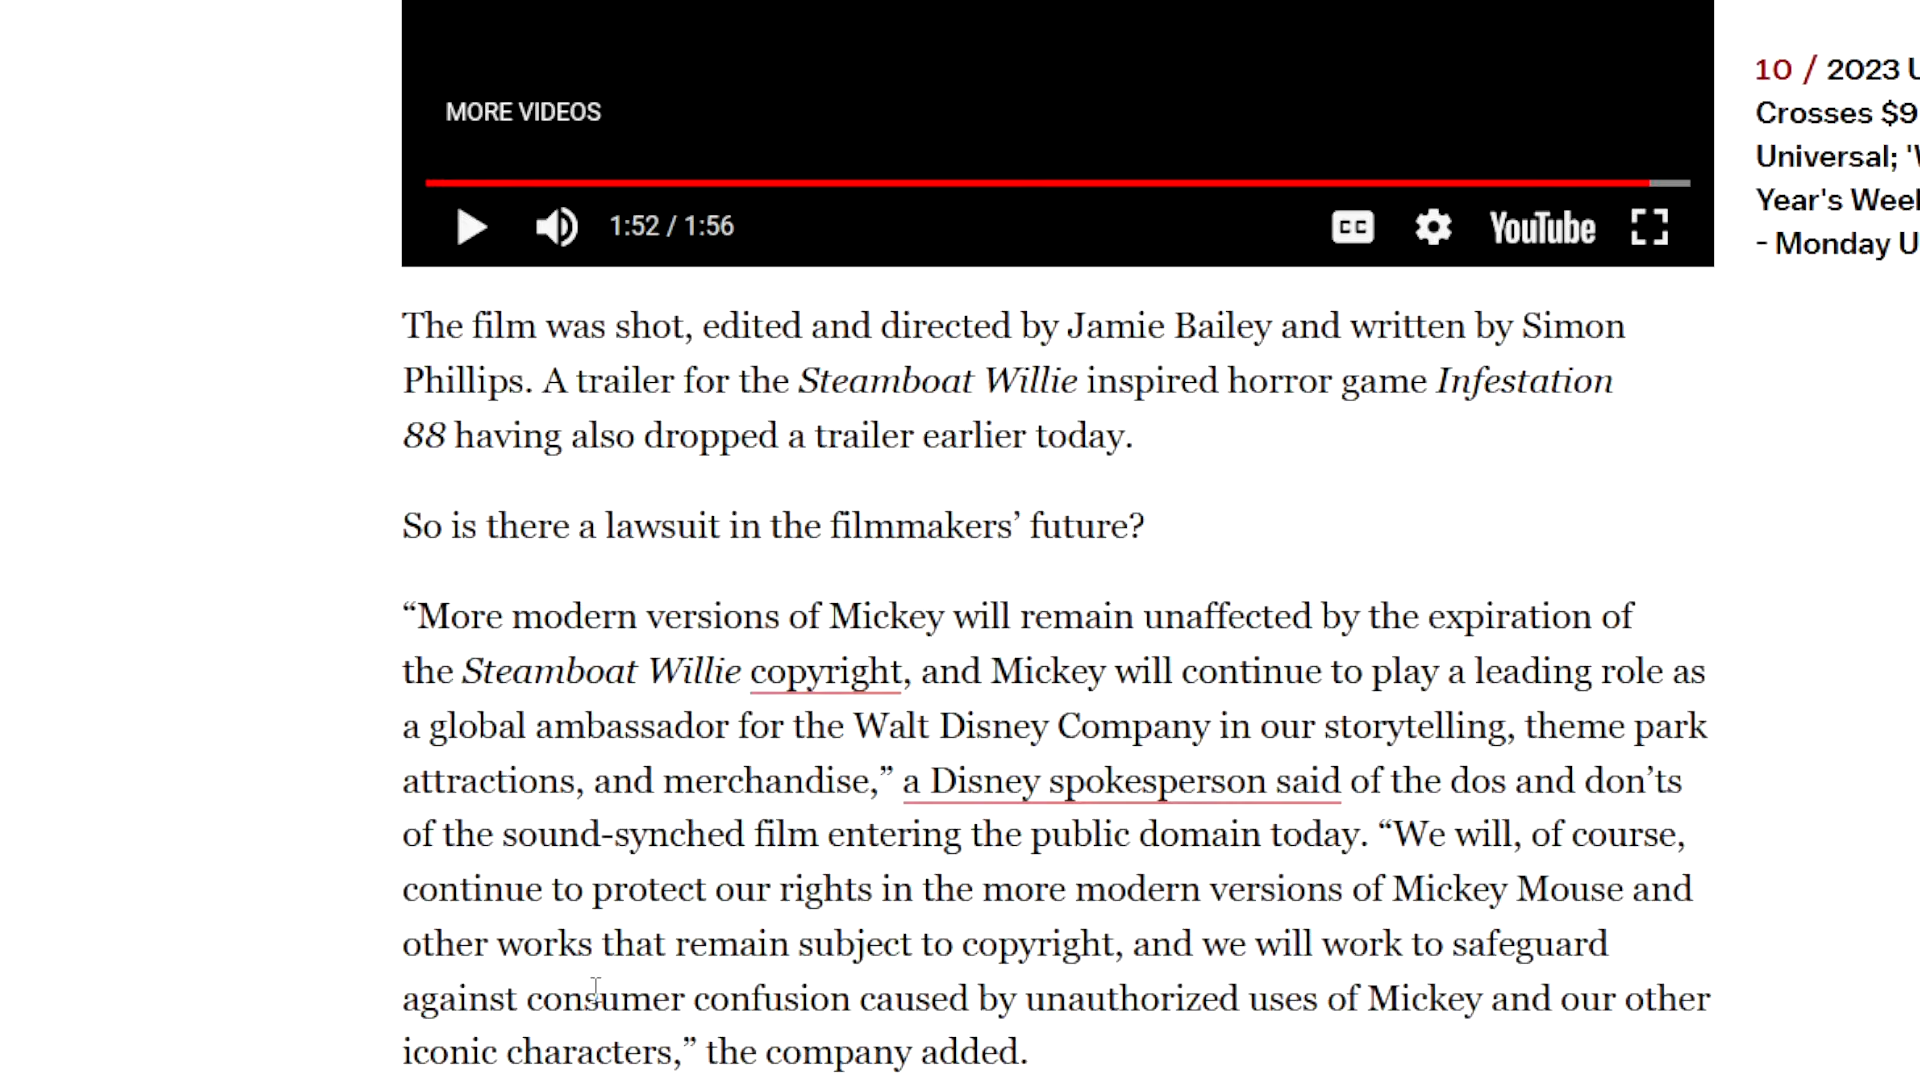 MORE VIDEOS
1:52 / 1:56
CC
YouTube
10 / 2023 U
Crosses $9
Universal; '
Year's Week
- Monday U
The film was shot, edited and directed by Jamie Bailey and written by Simon
Phillips. A trailer for the Steamboat Willie inspired horror game Infestation
88 having also dropped a trailer earlier today.
So is there a lawsuit in the filmmakers’ future?
“More modern versions of Mickey will remain unaffected by the expiration of
the Steamboat Willie copyright, and Mickey will continue to play a leading role as
a global ambassador for the Walt Disney Company in our storytelling, theme park
attractions, and merchandise,” a Disney spokesperson said of the dos and don’ts
of the sound-synched film entering the public domain today. “We will, of course,
continue to protect our rights in the more modern versions of Mickey Mouse and
other works that remain subject to copyright, and we will work to safeguard
against consumer confusion caused by unauthorized uses of Mickey and our other
iconic characters,” the company added.